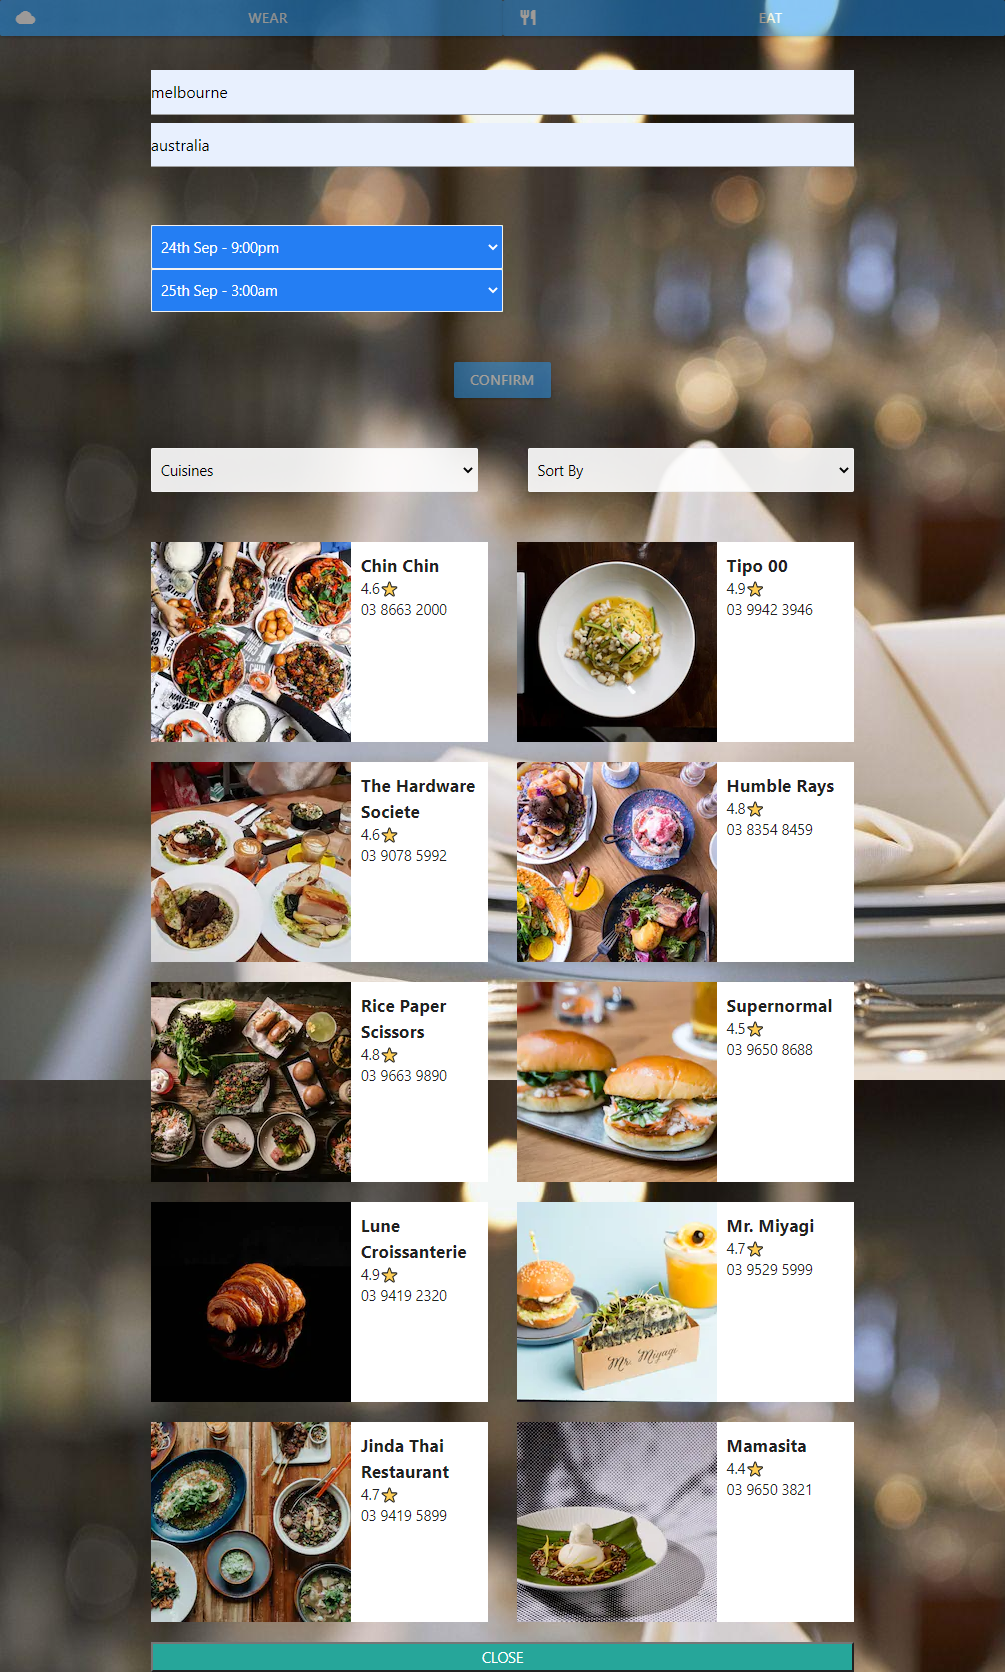 WEAR
EAT
melbourne
australia
24th Sep - 9:00pm
25th Sep - 3:00am
CONFIRM
Cuisines
Sort By
Chin Chin
4.6
03 8663 2000
Tipo 00
4.9
03 9942 3946
The Hardware
Societe
4.6
03 9078 5992
Humble Rays
4.8
03 8354 8459
Rice Paper
Scissors
4.8
03 9663 9890
Supernormal
4.5
03 9650 8688
Lune
Croissanterie
4.9
03 9419 2320
Mr. Miyagi
Mr. Miyagi
4.7
03 9529 5999
Jinda Thai
Restaurant
4.7
03 9419 5899
Mamasita
4.4
03 9650 3821
CLOSE